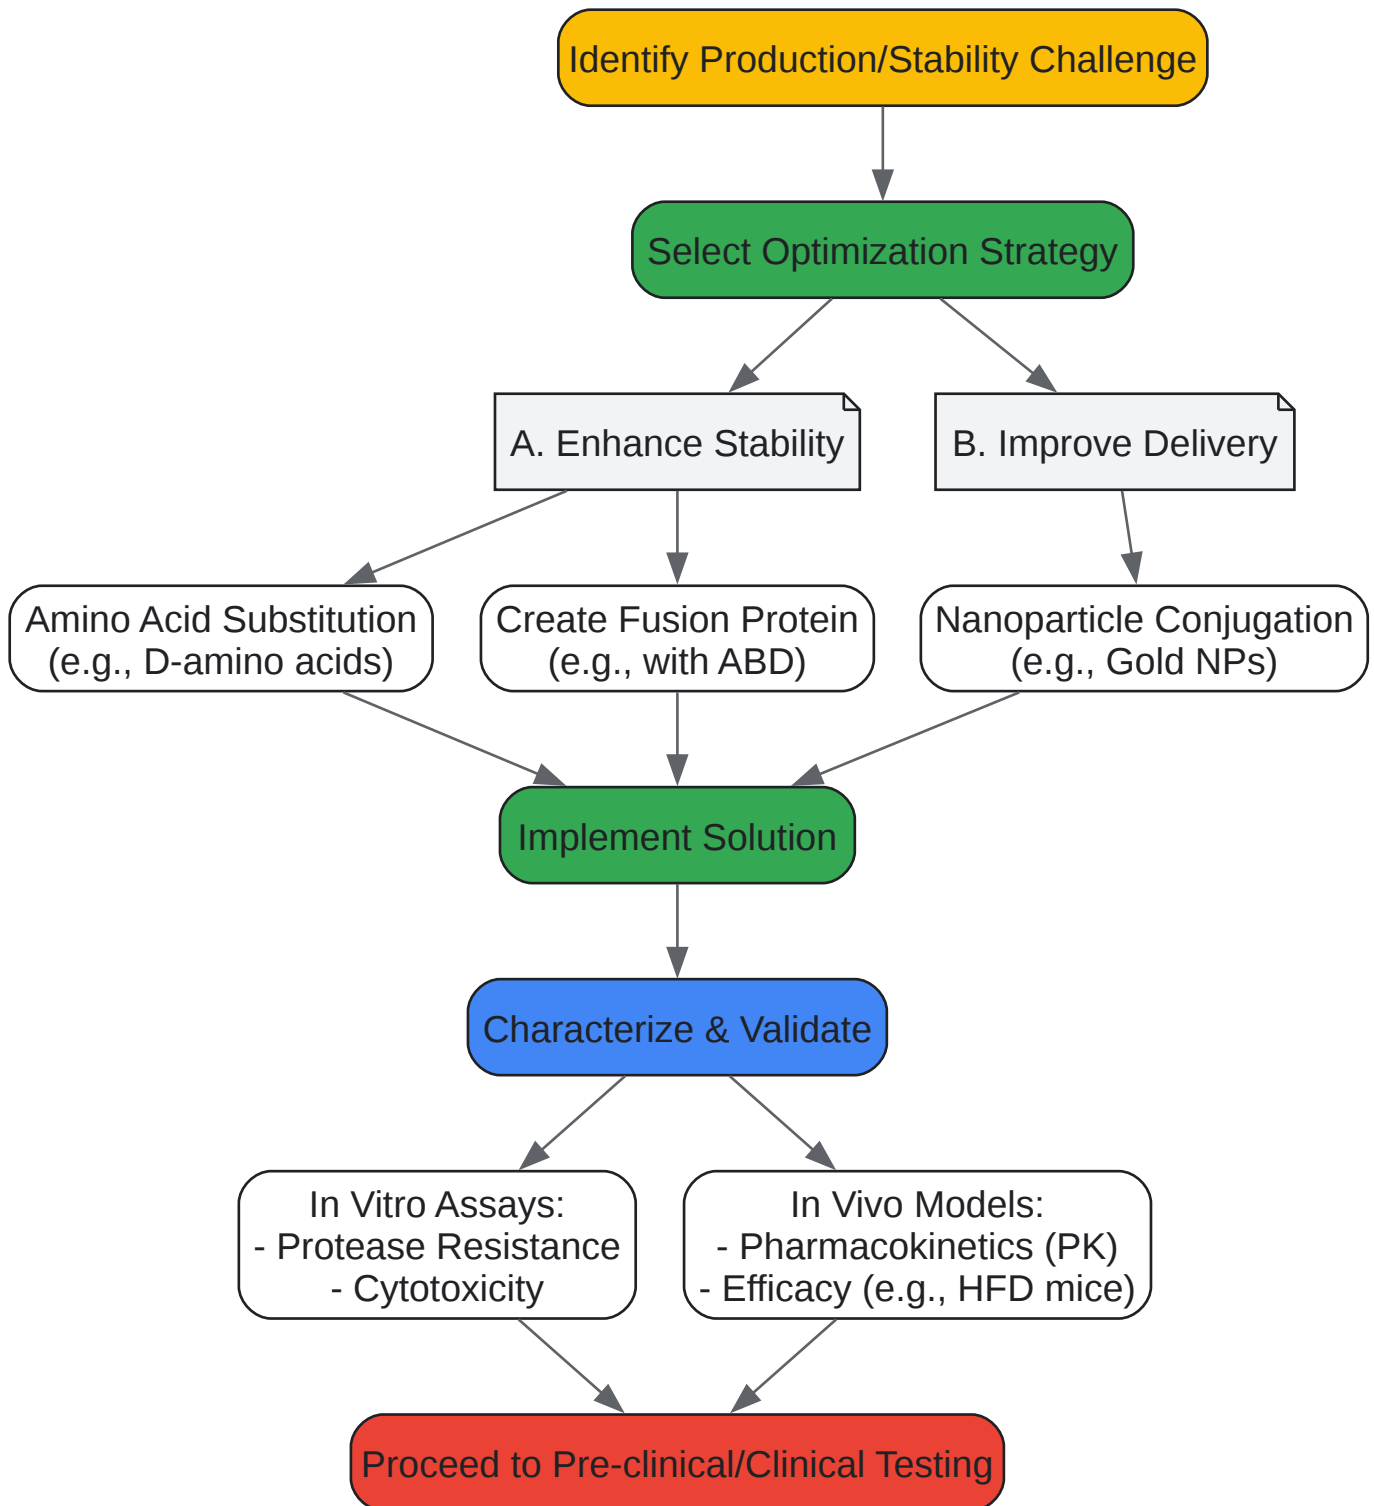 Identify Production/Stability Challenge
Select Optimization Strategy
A. Enhance Stability
B. Improve Delivery
Amino Acid Substitution
(e.g., D-amino acids)
Create Fusion Protein
(e.g., with ABD)
Nanoparticle Conjugation
(e.g., Gold NPs)
Implement Solution
Characterize & Validate
In Vitro Assays:
- Protease Resistance
- Cytotoxicity
In Vivo Models:
- Pharmacokinetics (PK)
- Efficacy (e.g., HFD mice)
Proceed to Pre-clinical/Clinical Testing